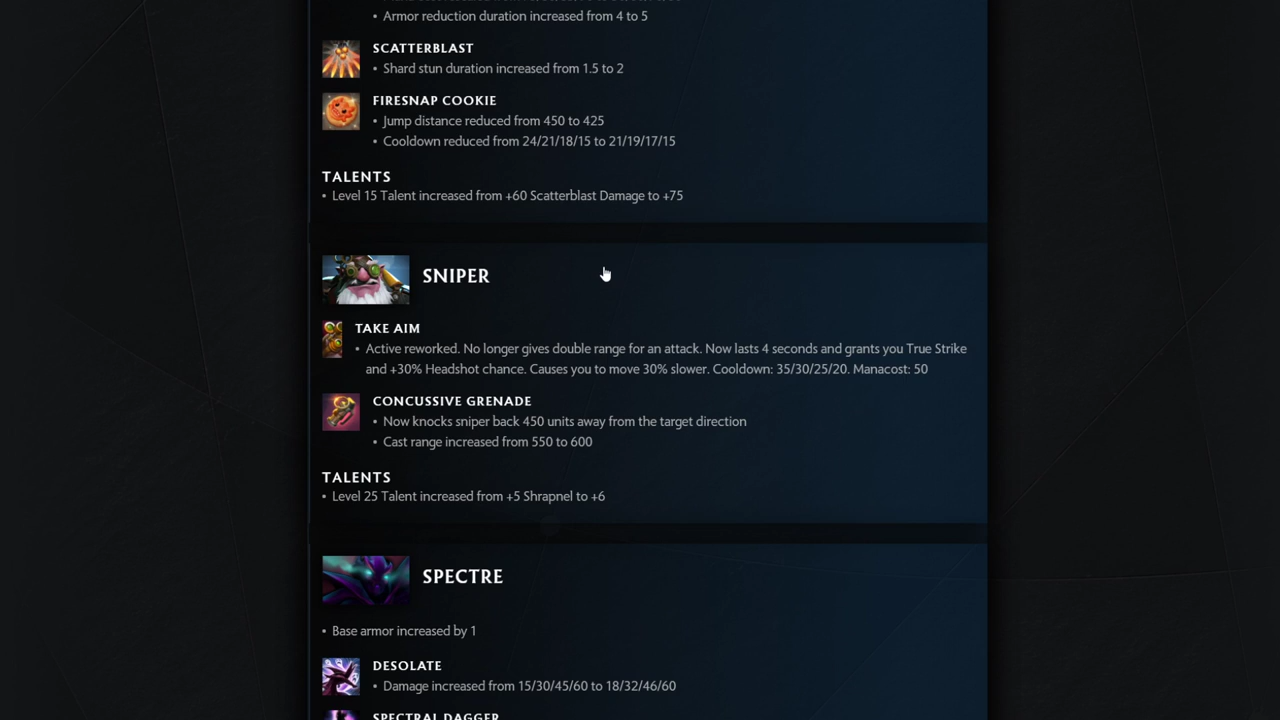 • Armor reduction duration increased from 4 to 5
SCATTERBLAST
• Shard stun duration increased from 1.5 to 2
FIRESNAP COOKIE
• Jump distance reduced from 450 to 425
• Cooldown reduced from 24/21/18/15 to 21/19/17/15
TALENTS
• Level 15 Talent increased from +60 Scatterblast Damage to +75
SNIPER
TAKE AIM
• Active reworked. No longer gives double range for an attack. Now lasts 4 seconds and grants you True Strike
and +30% Headshot chance. Causes you to move 30% slower. Cooldown: 35/30/25/20. Manacost: 50
CONCUSSIVE GRENADE
• Now knocks sniper back 450 units away from the target direction
• Cast range increased from 550 to 600
TALENTS
• Level 25 Talent increased from +5 Shrapnel to +6
SPECTRE
• Base armor increased by 1
DESOLATE
• Damage increased from 15/30/45/60 to 18/32/46/60
SPECTRAL DAGGER